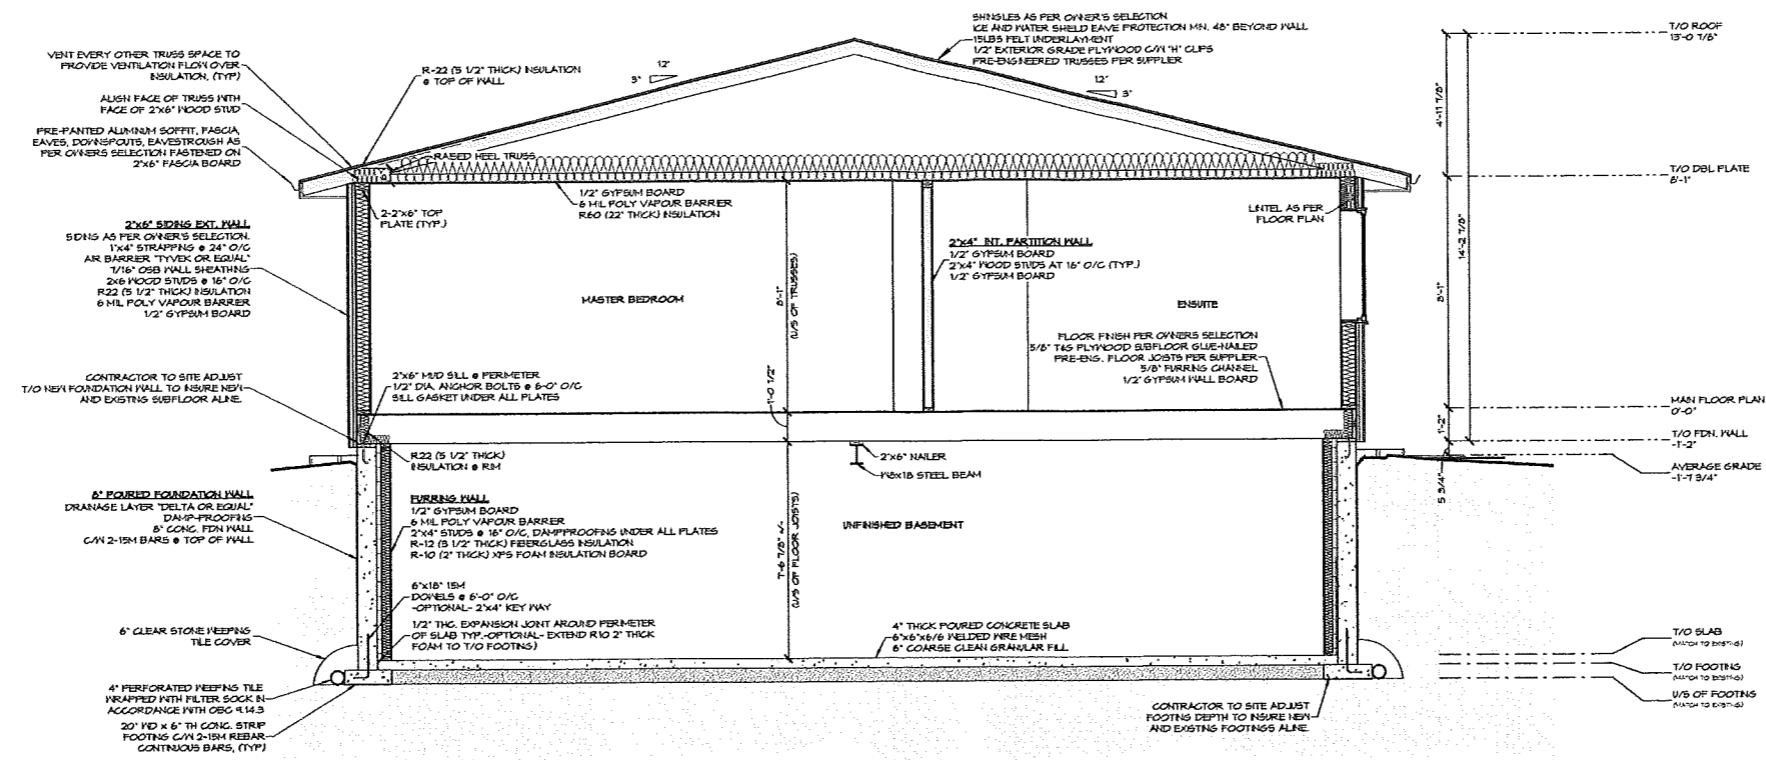 SHINGLES AS PER OWNER'S SELECTION
ICE AND WATER SHIELD EAVE PROTECTION MIN. 48" BEYOND WALL
15LBS FELT UNDERLAYMENT
1/2" EXTERIOR GRADE PLYWOOD C/W "H" CLIPS
PRE-ENGINEERED TRUSSES PER SUPPLIER
T/O ROOF
13'-0 7/8"
VENT EVERY OTHER TRUSS SPACE TO
PROVIDE VENTILATION FLOW OVER
INSULATION, (TYP)
R-22 (5 1/2" THICK) INSULATION
@ TOP OF WALL
12"
3"
12"
3"
ALIGN FACE OF TRUSS WITH
FACE OF 2"x6" WOOD STUD
PRE-PAINTED ALUMINUM SOFFIT, FASCIA,
EAVES, DOWNSPOUTS, EAVESTROUGH AS
PER OWNERS SELECTION FASTENED ON
2"x6" FASCIA BOARD
RAISED HEEL TRUSS
4'-11 7/8"
T/O DBL PLATE
8'-1"
1/2" GYPSUM BOARD
6 MIL POLY VAPOUR BARRIER
R60 (22" THICK) INSULATION
2-2"x6" TOP
PLATE (TYP.)
LINTEL AS PER
FLOOR PLAN
2"x6" SIDING EXT. WALL
SIDING AS PER OWNER'S SELECTION.
1"x4" STRAPPING @ 24" O/C
AIR BARRIER "TYVEK OR EQUAL"
7/16" OSB WALL SHEATHING
2x6 WOOD STUDS @ 16" O/C
R22 (5 1/2" THICK) INSULATION
6 MIL POLY VAPOUR BARRIER
1/2" GYPSUM BOARD
2"x4" INT. PARTITION WALL
1/2" GYPSUM BOARD
2"x4" WOOD STUDS AT 16" O/C (TYP.)
1/2" GYPSUM BOARD
14'-2 7/8"
8'-1"
8'-1"
(U/S OF TRUSSES)
MASTER BEDROOM
ENSUITE
FLOOR FINISH PER OWNERS SELECTION
5/8" T&G PLYWOOD SUBFLOOR GLUE-NAILED
PRE-ENG. FLOOR JOISTS PER SUPPLIER
5/8" FURRING CHANNEL
1/2" GYPSUM WALL BOARD
CONTRACTOR TO SITE ADJUST
T/O NEW FOUNDATION WALL TO INSURE NEW
AND EXISTING SUBFLOOR ALINE.
2"x6" MUD SILL @ PERIMETER
1/2" DIA. ANCHOR BOLTS @ 6-0" O/C
SILL GASKET UNDER ALL PLATES
1'-0 1/2"
MAIN FLOOR PLAN
0'-0"
1'-2"
T/O FDN. WALL
-1'-2"
R22 (5 1/2" THICK)
INSULATION @ RIM
2"x6" NAILER
W8x18 STEEL BEAM
AVERAGE GRADE
-1'-7 3/4"
5 3/4"
8" POURED FOUNDATION WALL
DRAINAGE LAYER "DELTA OR EQUAL"
DAMP-PROOFING
8" CONC. FDN WALL
C/W 2-15M BARS @ TOP OF WALL
FURRING WALL
1/2" GYPSUM BOARD
6 MIL POLY VAPOUR BARRIER
2"x4" STUDS @ 16" O/C, DAMPPROOFING UNDER ALL PLATES
R-12 (3 1/2" THICK) FIBERGLASS INSULATION
R-10 (2" THICK) XPS FOAM INSULATION BOARD
UNFINISHED BASEMENT
7'-6 7/8" +/-
(U/S OF FLOOR JOISTS)
6"x18" 15M
DOWELS @ 6'-0" O/C
-OPTIONAL- 2"x4" KEY WAY
1/2" THC. EXPANSION JOINT AROUND PERIMETER
OF SLAB TYP.-OPTIONAL- EXTEND R10 2" THICK
FOAM TO T/O FOOTING)
4" THICK POURED CONCRETE SLAB
6"x6"x6/6 WELDED WIRE MESH
6" COARSE CLEAN GRANULAR FILL
6" CLEAR STONE WEEPING
TILE COVER
T/O SLAB
(MATCH TO EXISTING)
T/O FOOTING
(MATCH TO EXISTING)
U/S OF FOOTING
(MATCH TO EXISTING)
4" PERFORATED WEEPING TILE
WRAPPED WITH FILTER SOCK IN
ACCORDANCE WITH OBC 9.14.3
20" WD x 6" TH CONC. STRIP
FOOTING C/W 2-15M REBAR
CONTINUOUS BARS, (TYP)
CONTRACTOR TO SITE ADJUST
FOOTING DEPTH TO INSURE NEW
AND EXISTING FOOTINGS ALINE.